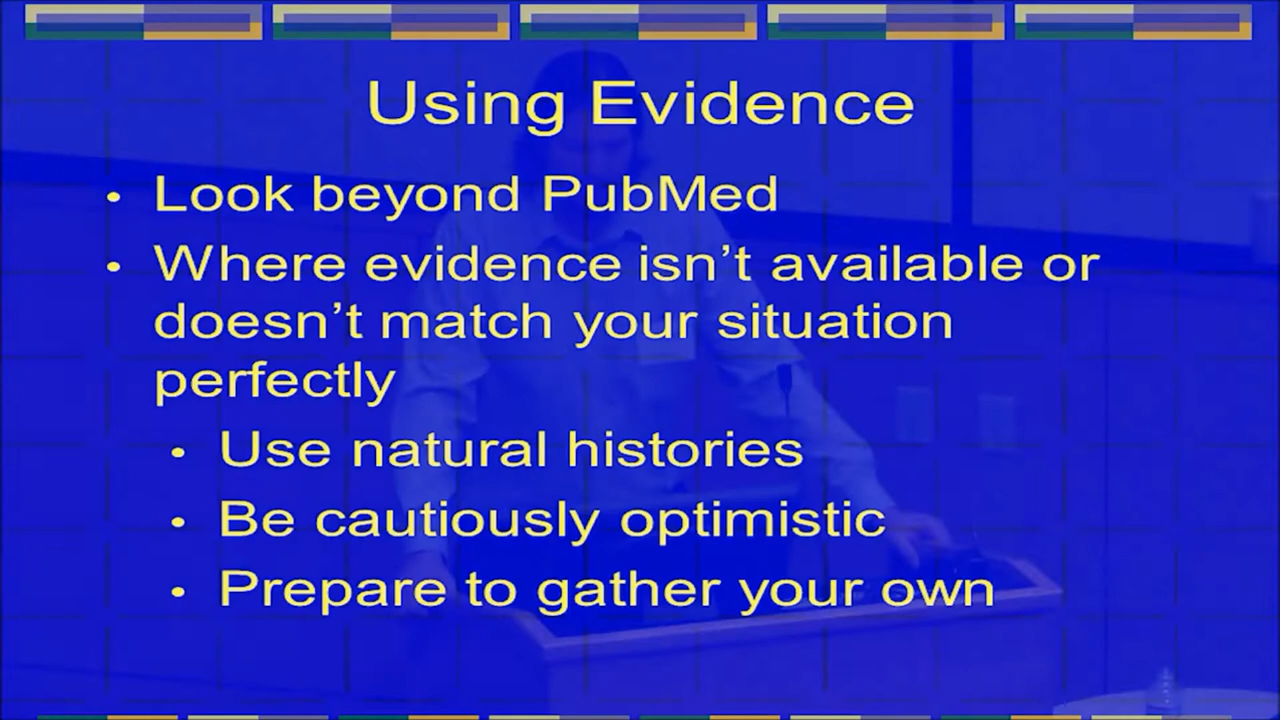 Using Evidence
• Look beyond PubMed
• Where evidence isn’t available or
doesn’t match your situation
perfectly
• Use natural histories
• Be cautiously optimistic
• Prepare to gather your own